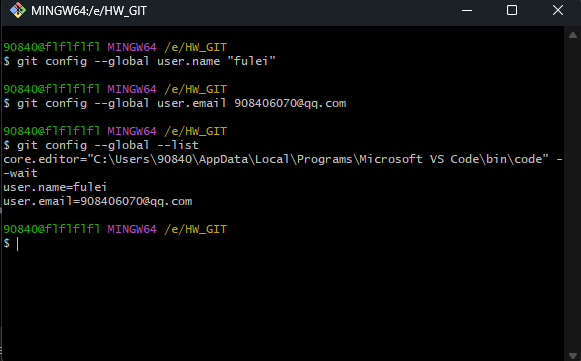 MINGW64:/e/HW_GIT
90840@flflflfl MINGW64 /e/HW_GIT
$ git config --global user.name "fulei"
90840@flflflfl MINGW64 /e/HW_GIT
$ git config --global user.email 908406070@qq.com
90840@flflflfl MINGW64 /e/HW_GIT
$ git config --global --list
core.editor="C:\Users\90840\AppData\Local\Programs\Microsoft VS Code\bin\code" -
-wait
user.name=fulei
user.email=908406070@qq.com
90840@flflflfl MINGW64 /e/HW_GIT
$